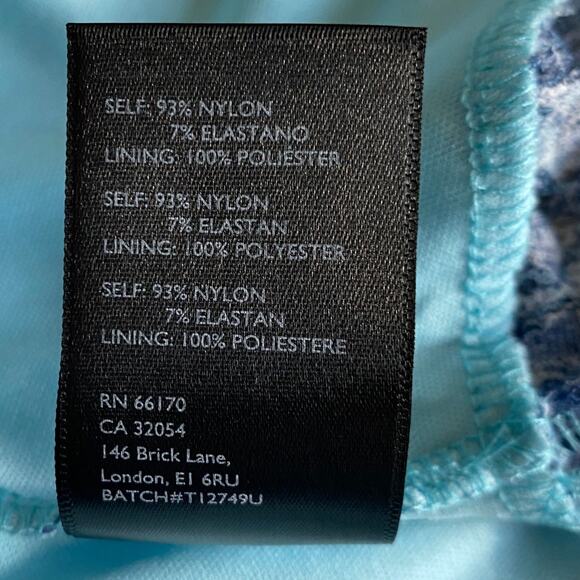 SELF: 93% NYLON
7% ELASTANO
LINING: 100% POLIESTER
SELF: 93% NYLON
7% ELASTAN
LINING: 100% POLYESTER
SELF: 93% NYLON
7% ELASTAN
LINING: 100% POLIESTERE
RN 66170
CA 32054
146 Brick Lane,
London, E1 6RU
BATCH#T12749U